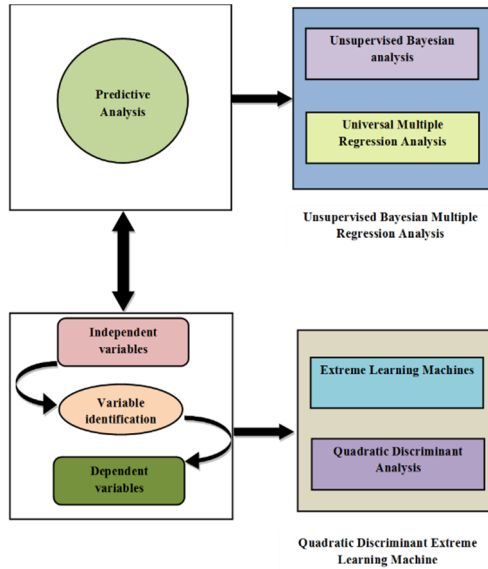 Predictive
Analysis
Unsupervised Bayesian
analysis
Universal Multiple
Regression Analysis
Unsupervised Bayesian Multiple
Regression Analysis
Independent
variables
Variable
identification
Dependent
variables
Extreme Learning Machines
Quadratic Discriminant
Analysis
Quadratic Discriminant Extreme
Learning Machine